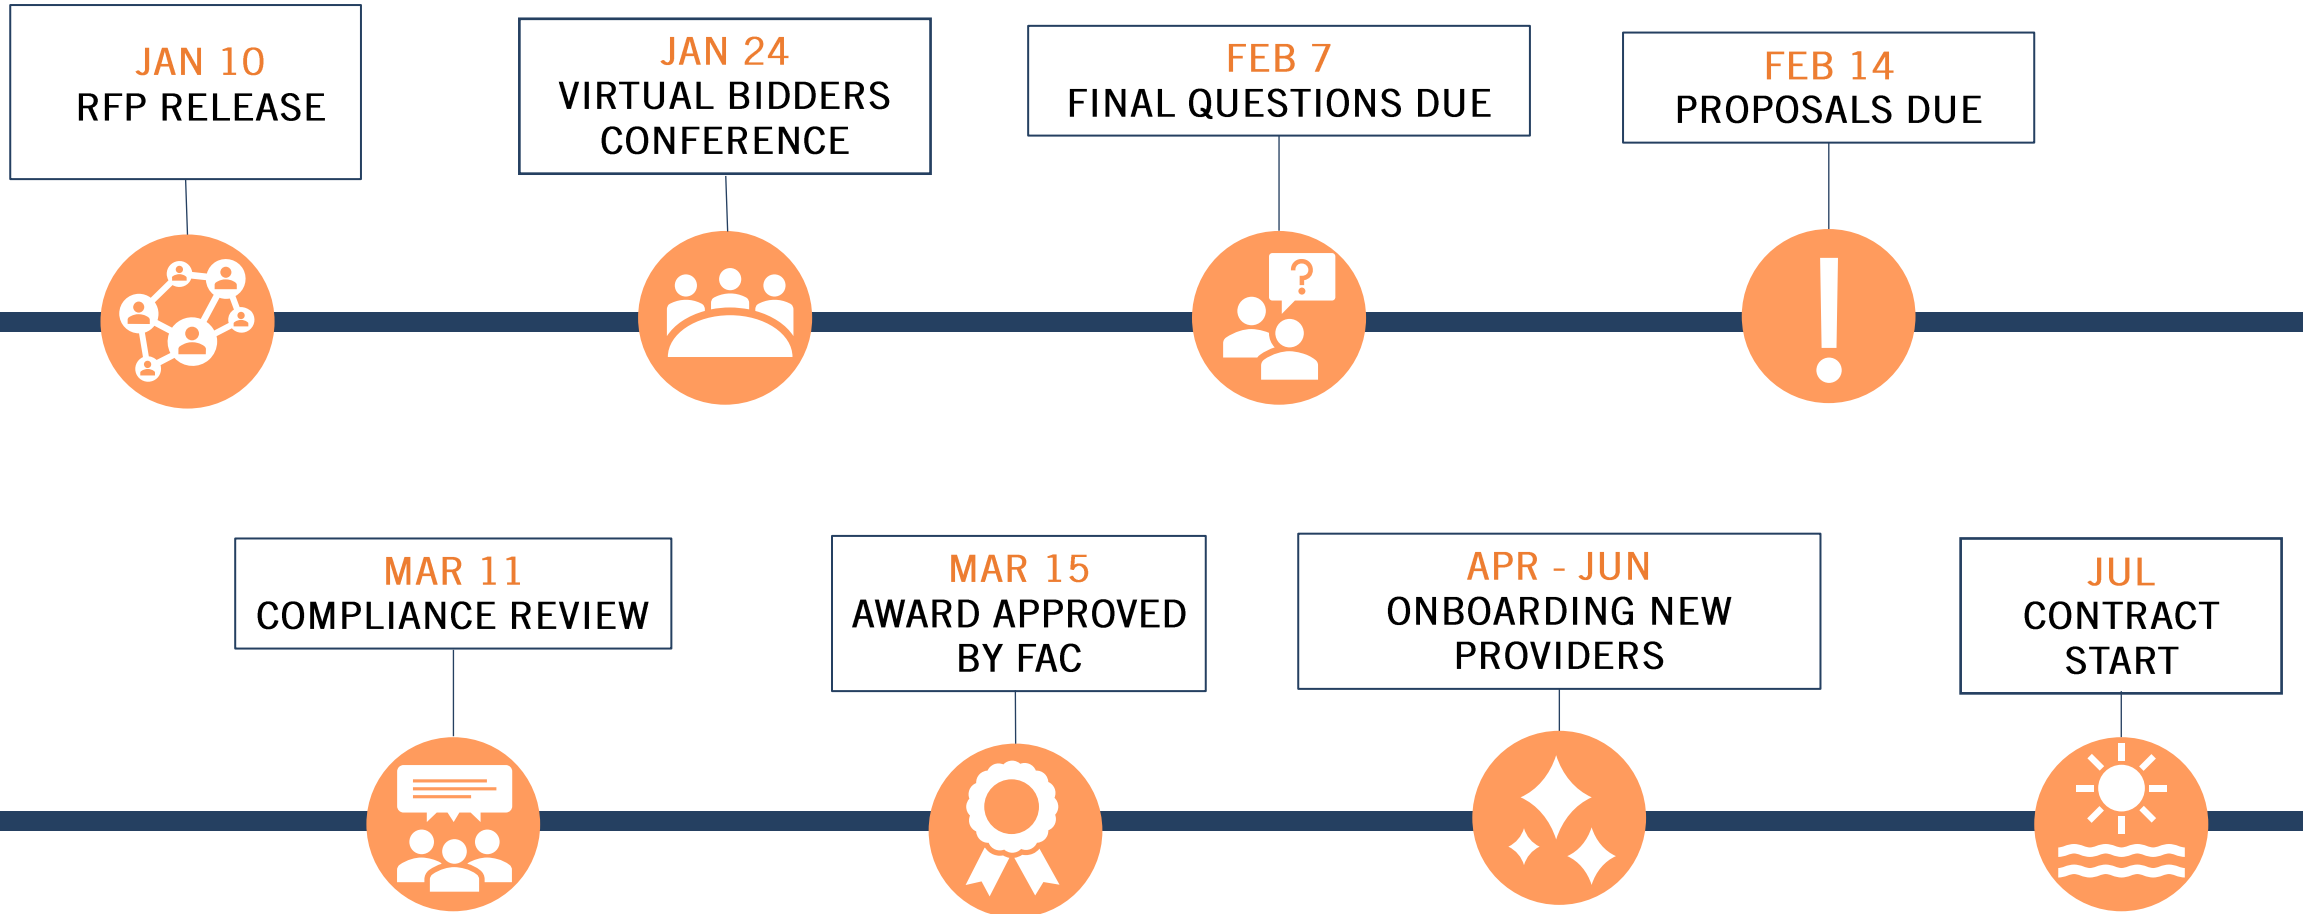 JAN 10
RFP RELEASE
JAN 24
VIRTUAL BIDDERS
CONFERENCE
FEB 7
FINAL QUESTIONS DUE
FEB 14
PROPOSALS DUE
?
!
MAR 11
COMPLIANCE REVIEW
MAR 15
AWARD APPROVED
BY FAC
APR - JUN
ONBOARDING NEW
PROVIDERS
JUL
CONTRACT
START